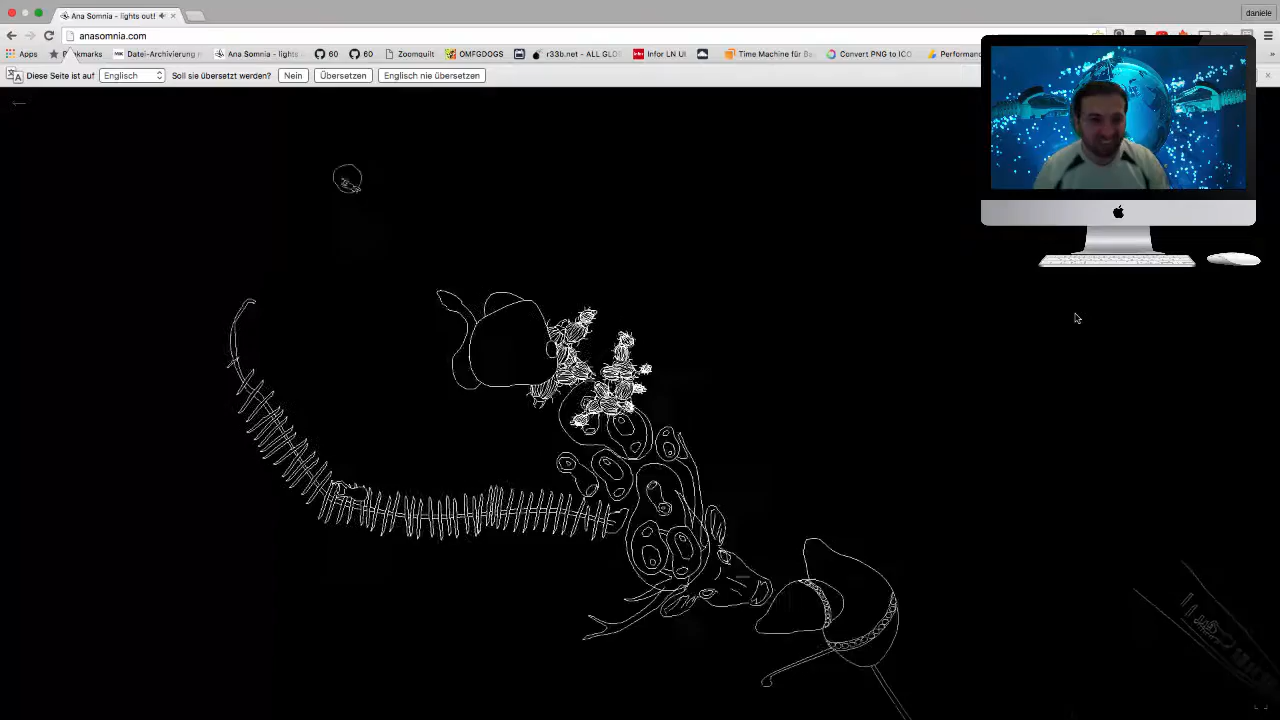 Ana Somnia - lights out!
daniele
anasomnia.com
Apps
Datei-Archivierung
Ana Somnia - lights
60
60
Zoomquilt
OMFGDOGS
r33b.net - ALL GLO
Infor LN UI
Time Machine für Be
Convert PNG to ICO
Performan
Diese Seite ist auf
Englisch
Soll sie übersetzt werden?
Nein
Übersetzen
Englisch nie übersetzen